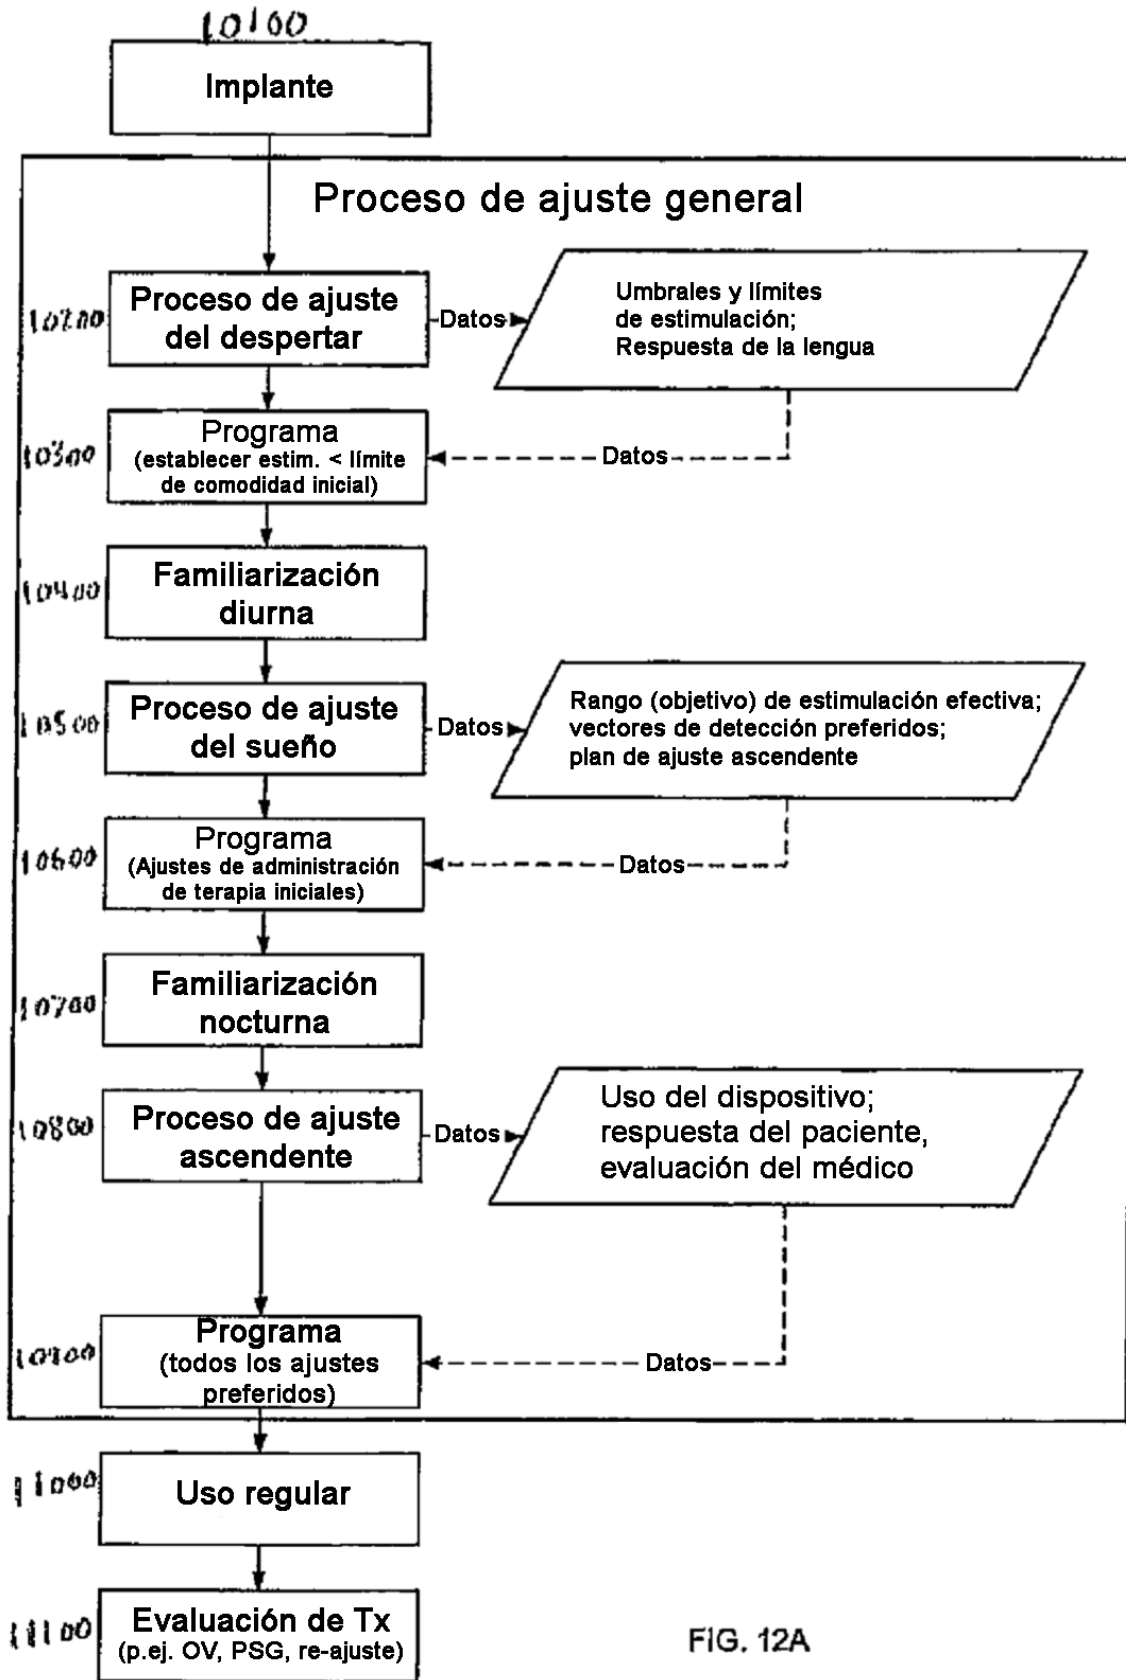 10100
Implante
Proceso de ajuste general
10200
Proceso de ajuste
del despertar
Datos
Umbrales y límites
de estimulación;
Respuesta de la lengua
10300
Programa
(establecer estim. < límite
de comodidad inicial)
Datos
10400
Familiarización
diurna
10500
Proceso de ajuste
del sueño
Datos
Rango (objetivo) de estimulación efectiva;
vectores de detección preferidos;
plan de ajuste ascendente
10600
Programa
(Ajustes de administración
de terapia iniciales)
Datos
10700
Familiarización
nocturna
10800
Proceso de ajuste
ascendente
Datos
Uso del dispositivo;
respuesta del paciente,
evaluación del médico
10900
Programa
(todos los ajustes
preferidos)
Datos
11000
Uso regular
11100
Evaluación de Tx
(p.ej. OV, PSG, re-ajuste)
FIG. 12A